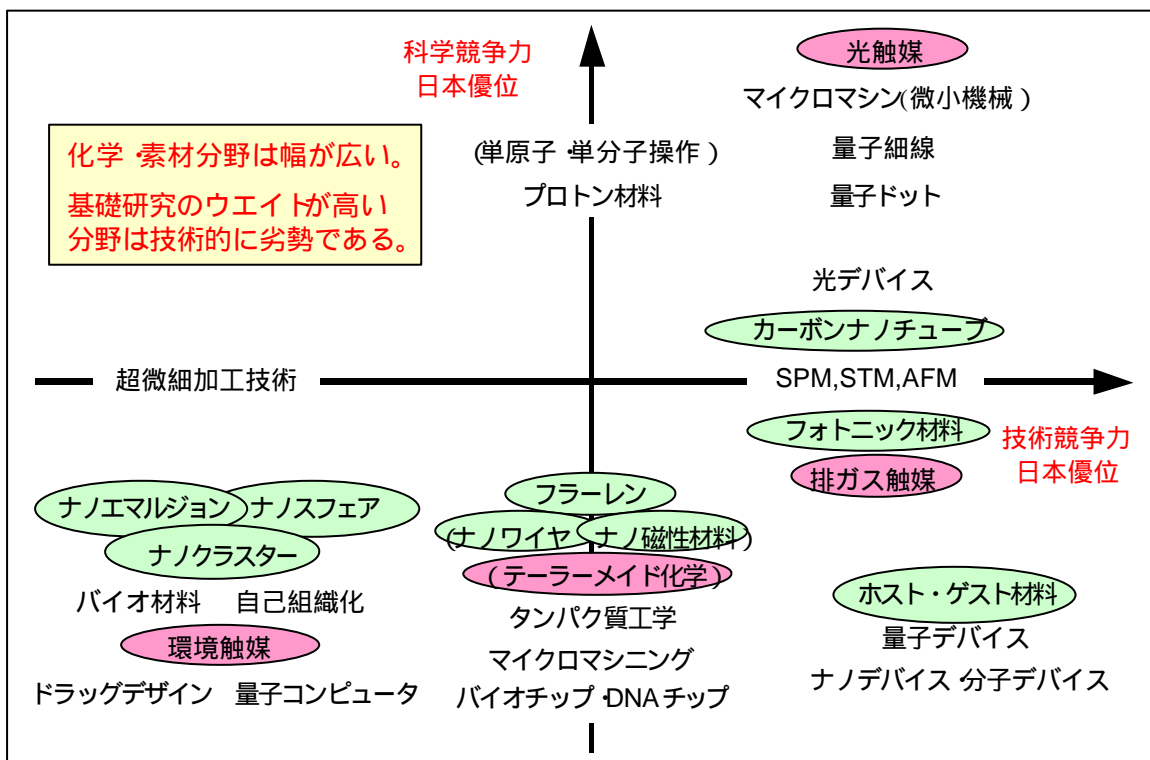 科学競争力
日本優位
光触媒
マイクロマシン(微小機械)
化学・素材分野は幅が広い。
基礎研究のウエイトが高い
分野は技術的に劣勢である。
(単原子・単分子操作)
プロトン材料
量子細線
量子ドット
光デバイス
カーボンナノチューブ
超微細加工技術
SPM,STM,AFM
技術競争力
日本優位
フォトニック材料
排ガス触媒
ナノエマルジョン
ナノスフェア
ナノクラスター
フラーレン
(ナノワイヤ
ナノ磁性材料)
(テーラーメイド化学)
バイオ材料
自己組織化
環境触媒
ドラッグデザイン
量子コンピュータ
タンパク質工学
マイクロマシニング
バイオチップ・DNAチップ
ホスト・ゲスト材料
量子デバイス
ナノデバイス・分子デバイス